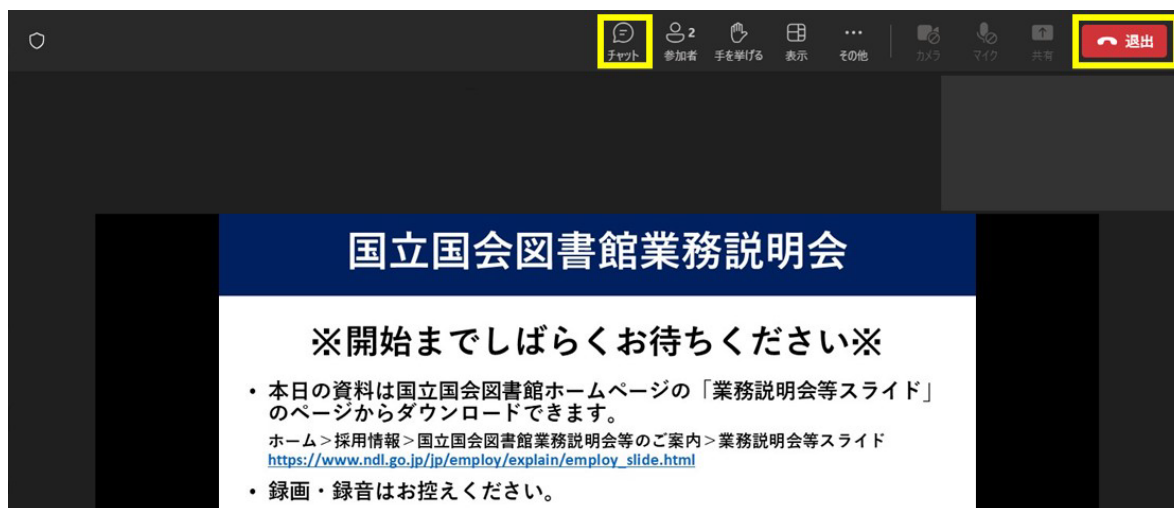 2
チャット 参加者 手を挙げる 表示 その他 カメラ マイク 共有 退出
国立国会図書館業務説明会
※開始までしばらくお待ちください※
• 本日の資料は国立国会図書館ホームページの「業務説明会等スライド」
のページからダウンロードできます。
ホーム＞採用情報＞国立国会図書館業務説明会等のご案内＞業務説明会等スライド
https://www.ndl.go.jp/jp/employ/explain/employ_slide.html
• 録画・録音はお控えください。